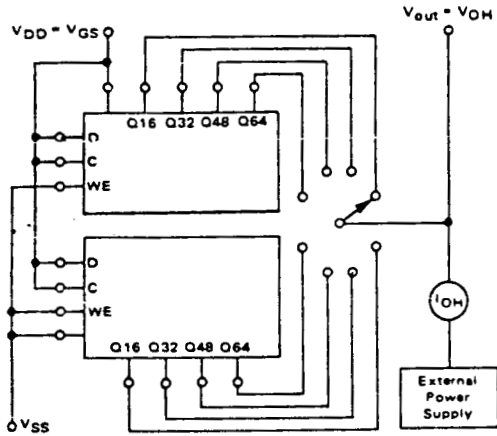 VDD = VGS
Vout = VOH
Q16 Q32 Q48 Q64
D
C
WE
D
C
WE
Q16 Q32 Q48 Q64
IOH
External
Power
Supply
VSS